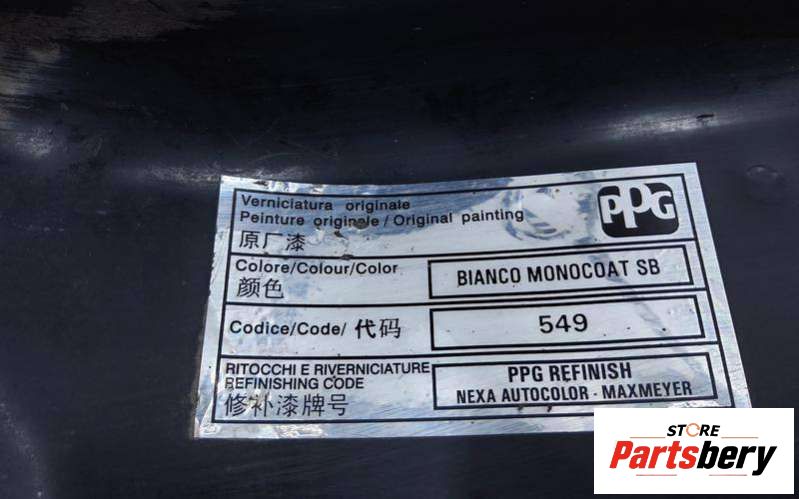 Verniciatura originale
Peinture originale / Original painting
原厂漆
PPG
Colore/Colour/Color
颜色
BIANCO MONOCOAT SB
Codice/Code/ 代码
549
RITOCCHI E RIVERNICIATURE
REFINISHING CODE
修补漆牌号
PPG REFINISH
NEXA AUTOCOLOR - MAXMEYER
STORE
Partsbery